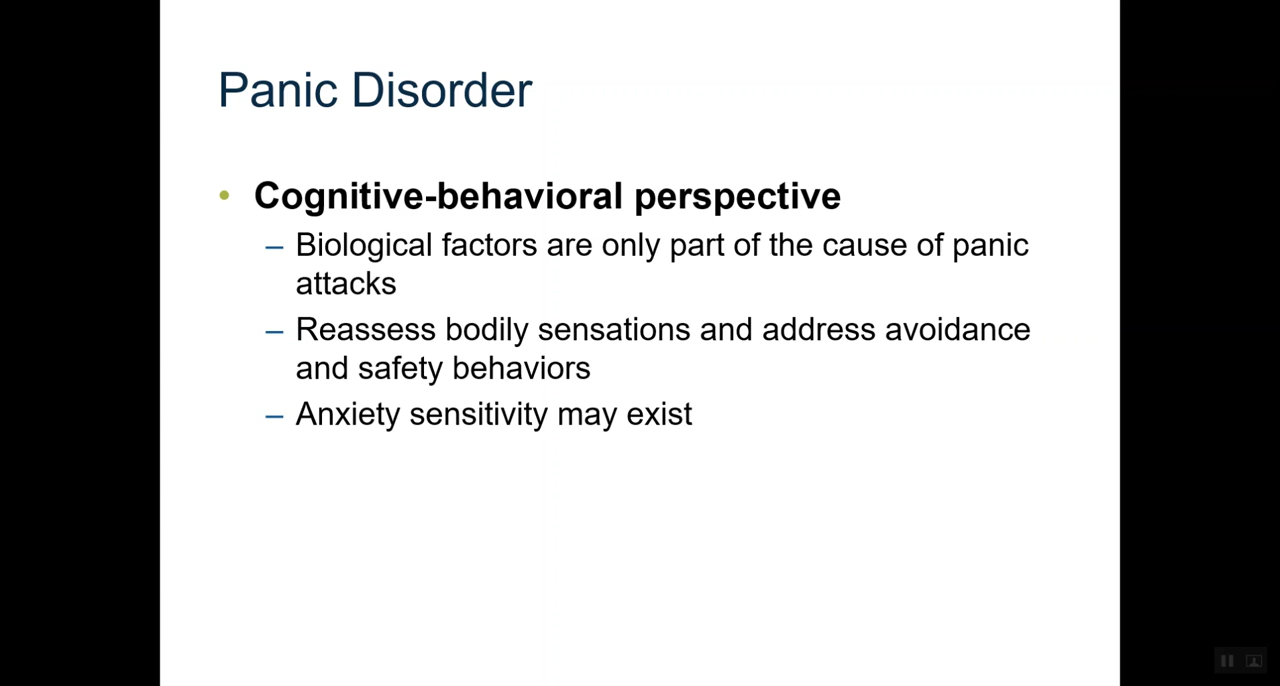 Panic Disorder
• Cognitive-behavioral perspective
– Biological factors are only part of the cause of panic
attacks
– Reassess bodily sensations and address avoidance
and safety behaviors
– Anxiety sensitivity may exist